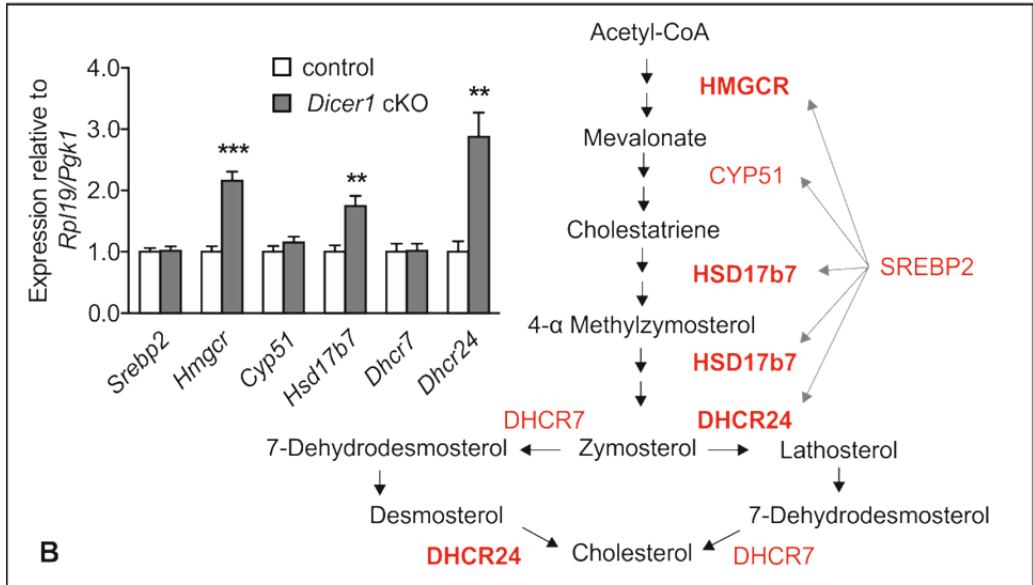 Expression relative to
Rpl19/Pgk1
4.0
3.0
2.0
1.0
0.0
control
Dicer1 cKO
***
**
**
Srebp2
Hmgcr
Cyp51
Hsd17b7
Dhcr7
Dhcr24
Acetyl-CoA
HMGCR
Mevalonate
CYP51
Cholestatriene
HSD17b7
SREBP2
4-α Methylzymosterol
HSD17b7
DHCR7
DHCR24
7-Dehydrodesmosterol
Zymosterol
Lathosterol
Desmosterol
7-Dehydrodesmosterol
DHCR24
Cholesterol
DHCR7
B